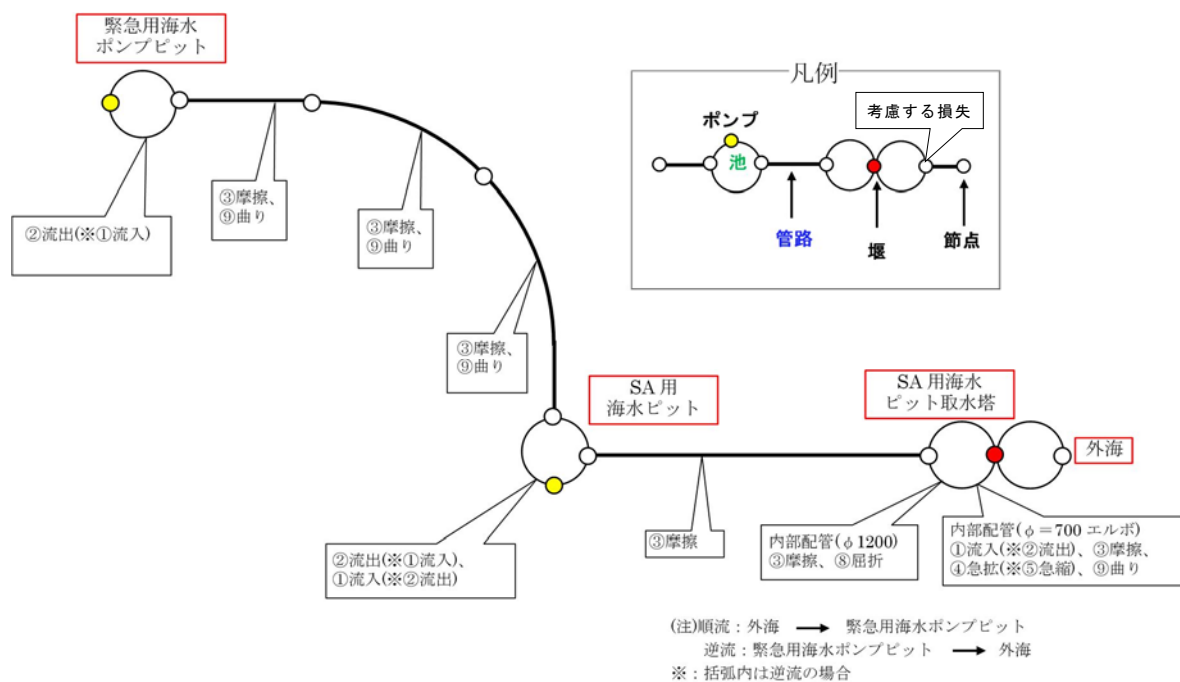 緊急用海水
ポンプピット
凡例
考慮する損失
ポンプ
池
管路
堰
節点
②流出(※①流入)
③摩擦、
⑨曲り
③摩擦、
⑨曲り
③摩擦、
⑨曲り
SA 用
海水ピット
SA 用海水
ピット取水塔
外海
②流出(※①流入)、
①流入(※②流出)
③摩擦
内部配管(φ1200)
③摩擦、⑧屈折
内部配管(φ＝700 エルボ)
①流入(※②流出)、③摩擦、
④急拡(※⑤急縮)、⑨曲り
(注)順流：外海 → 緊急用海水ポンプピット
逆流：緊急用海水ポンプピット → 外海
※：括弧内は逆流の場合